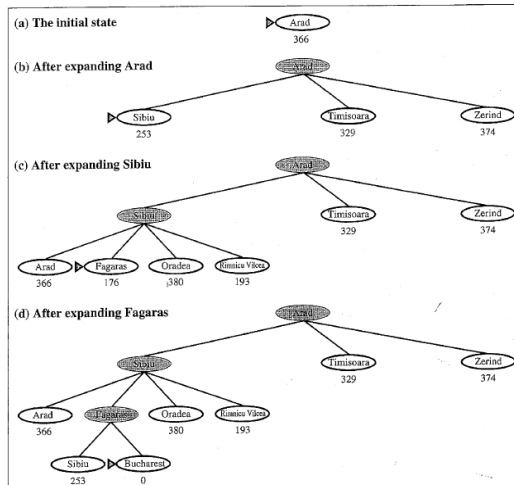 (a) The initial state
Arad
366
(b) After expanding Arad
Arad
Sibiu
Timisoara
Zerind
253
329
374
(c) After expanding Sibiu
Arad
Sibiu
Timisoara
Zerind
329
374
Arad
Fagaras
Oradea
Rimnicu Vilcea
366
176
380
193
(d) After expanding Fagaras
Arad
Sibiu
Timisoara
Zerind
329
374
Arad
Fagaras
Oradea
Rimnicu Vilcea
366
380
193
Sibiu
Bucharest
253
0